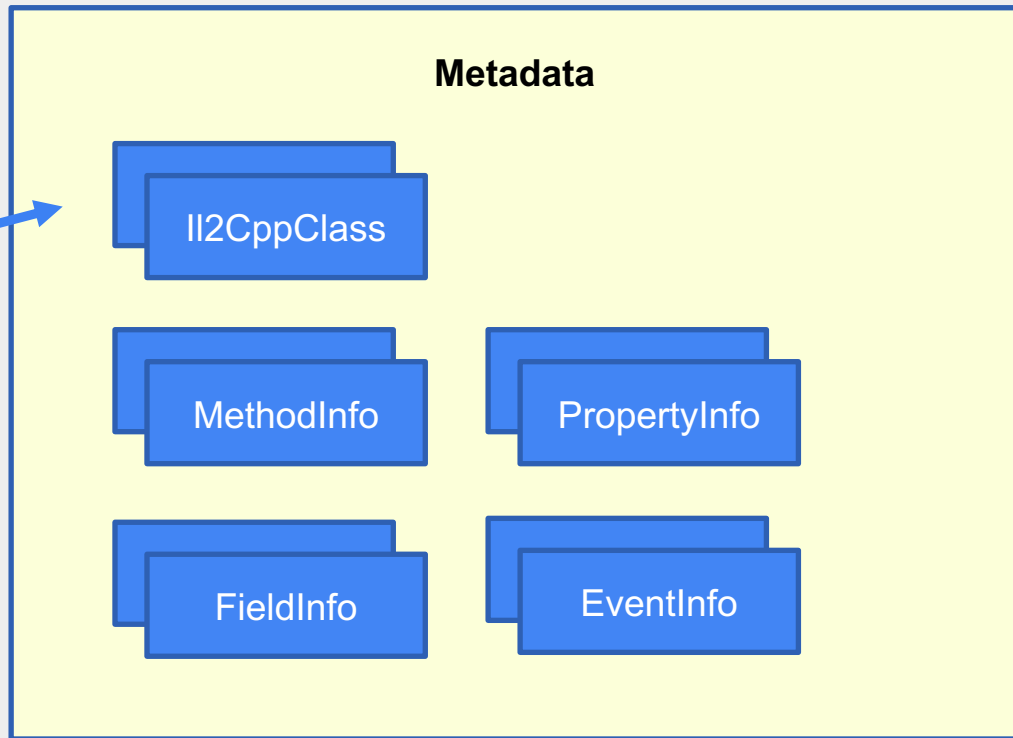 Metadata
Il2CppClass
MethodInfo
PropertyInfo
FieldInfo
EventInfo